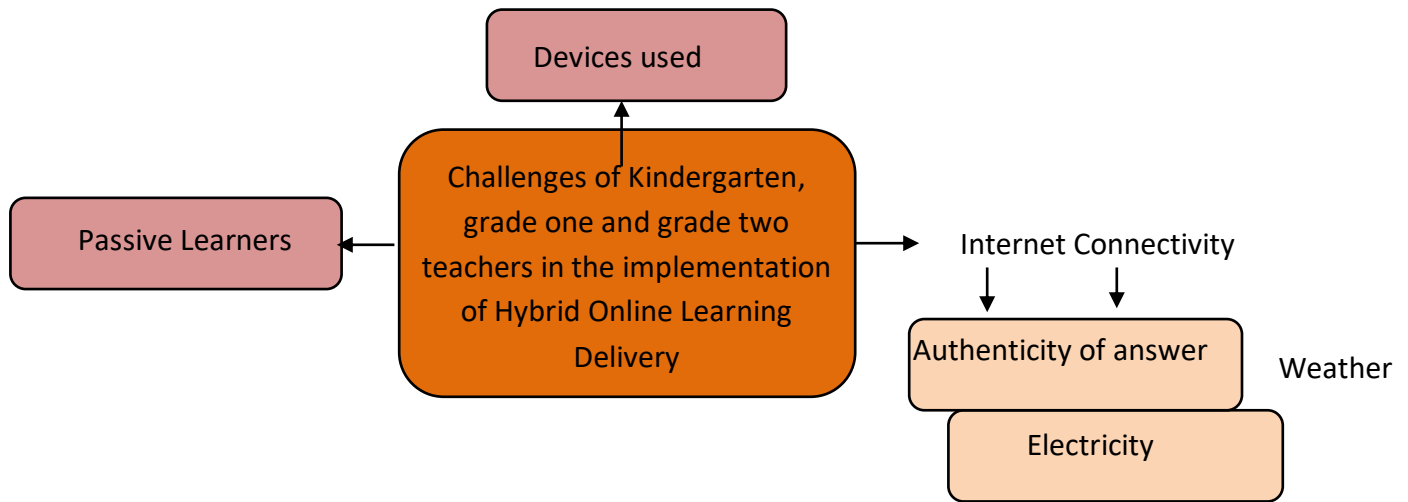 Devices used
Challenges of Kindergarten,
grade one and grade two
teachers in the implementation
of Hybrid Online Learning
Delivery
Passive Learners
Internet Connectivity
Authenticity of answer
Weather
Electricity